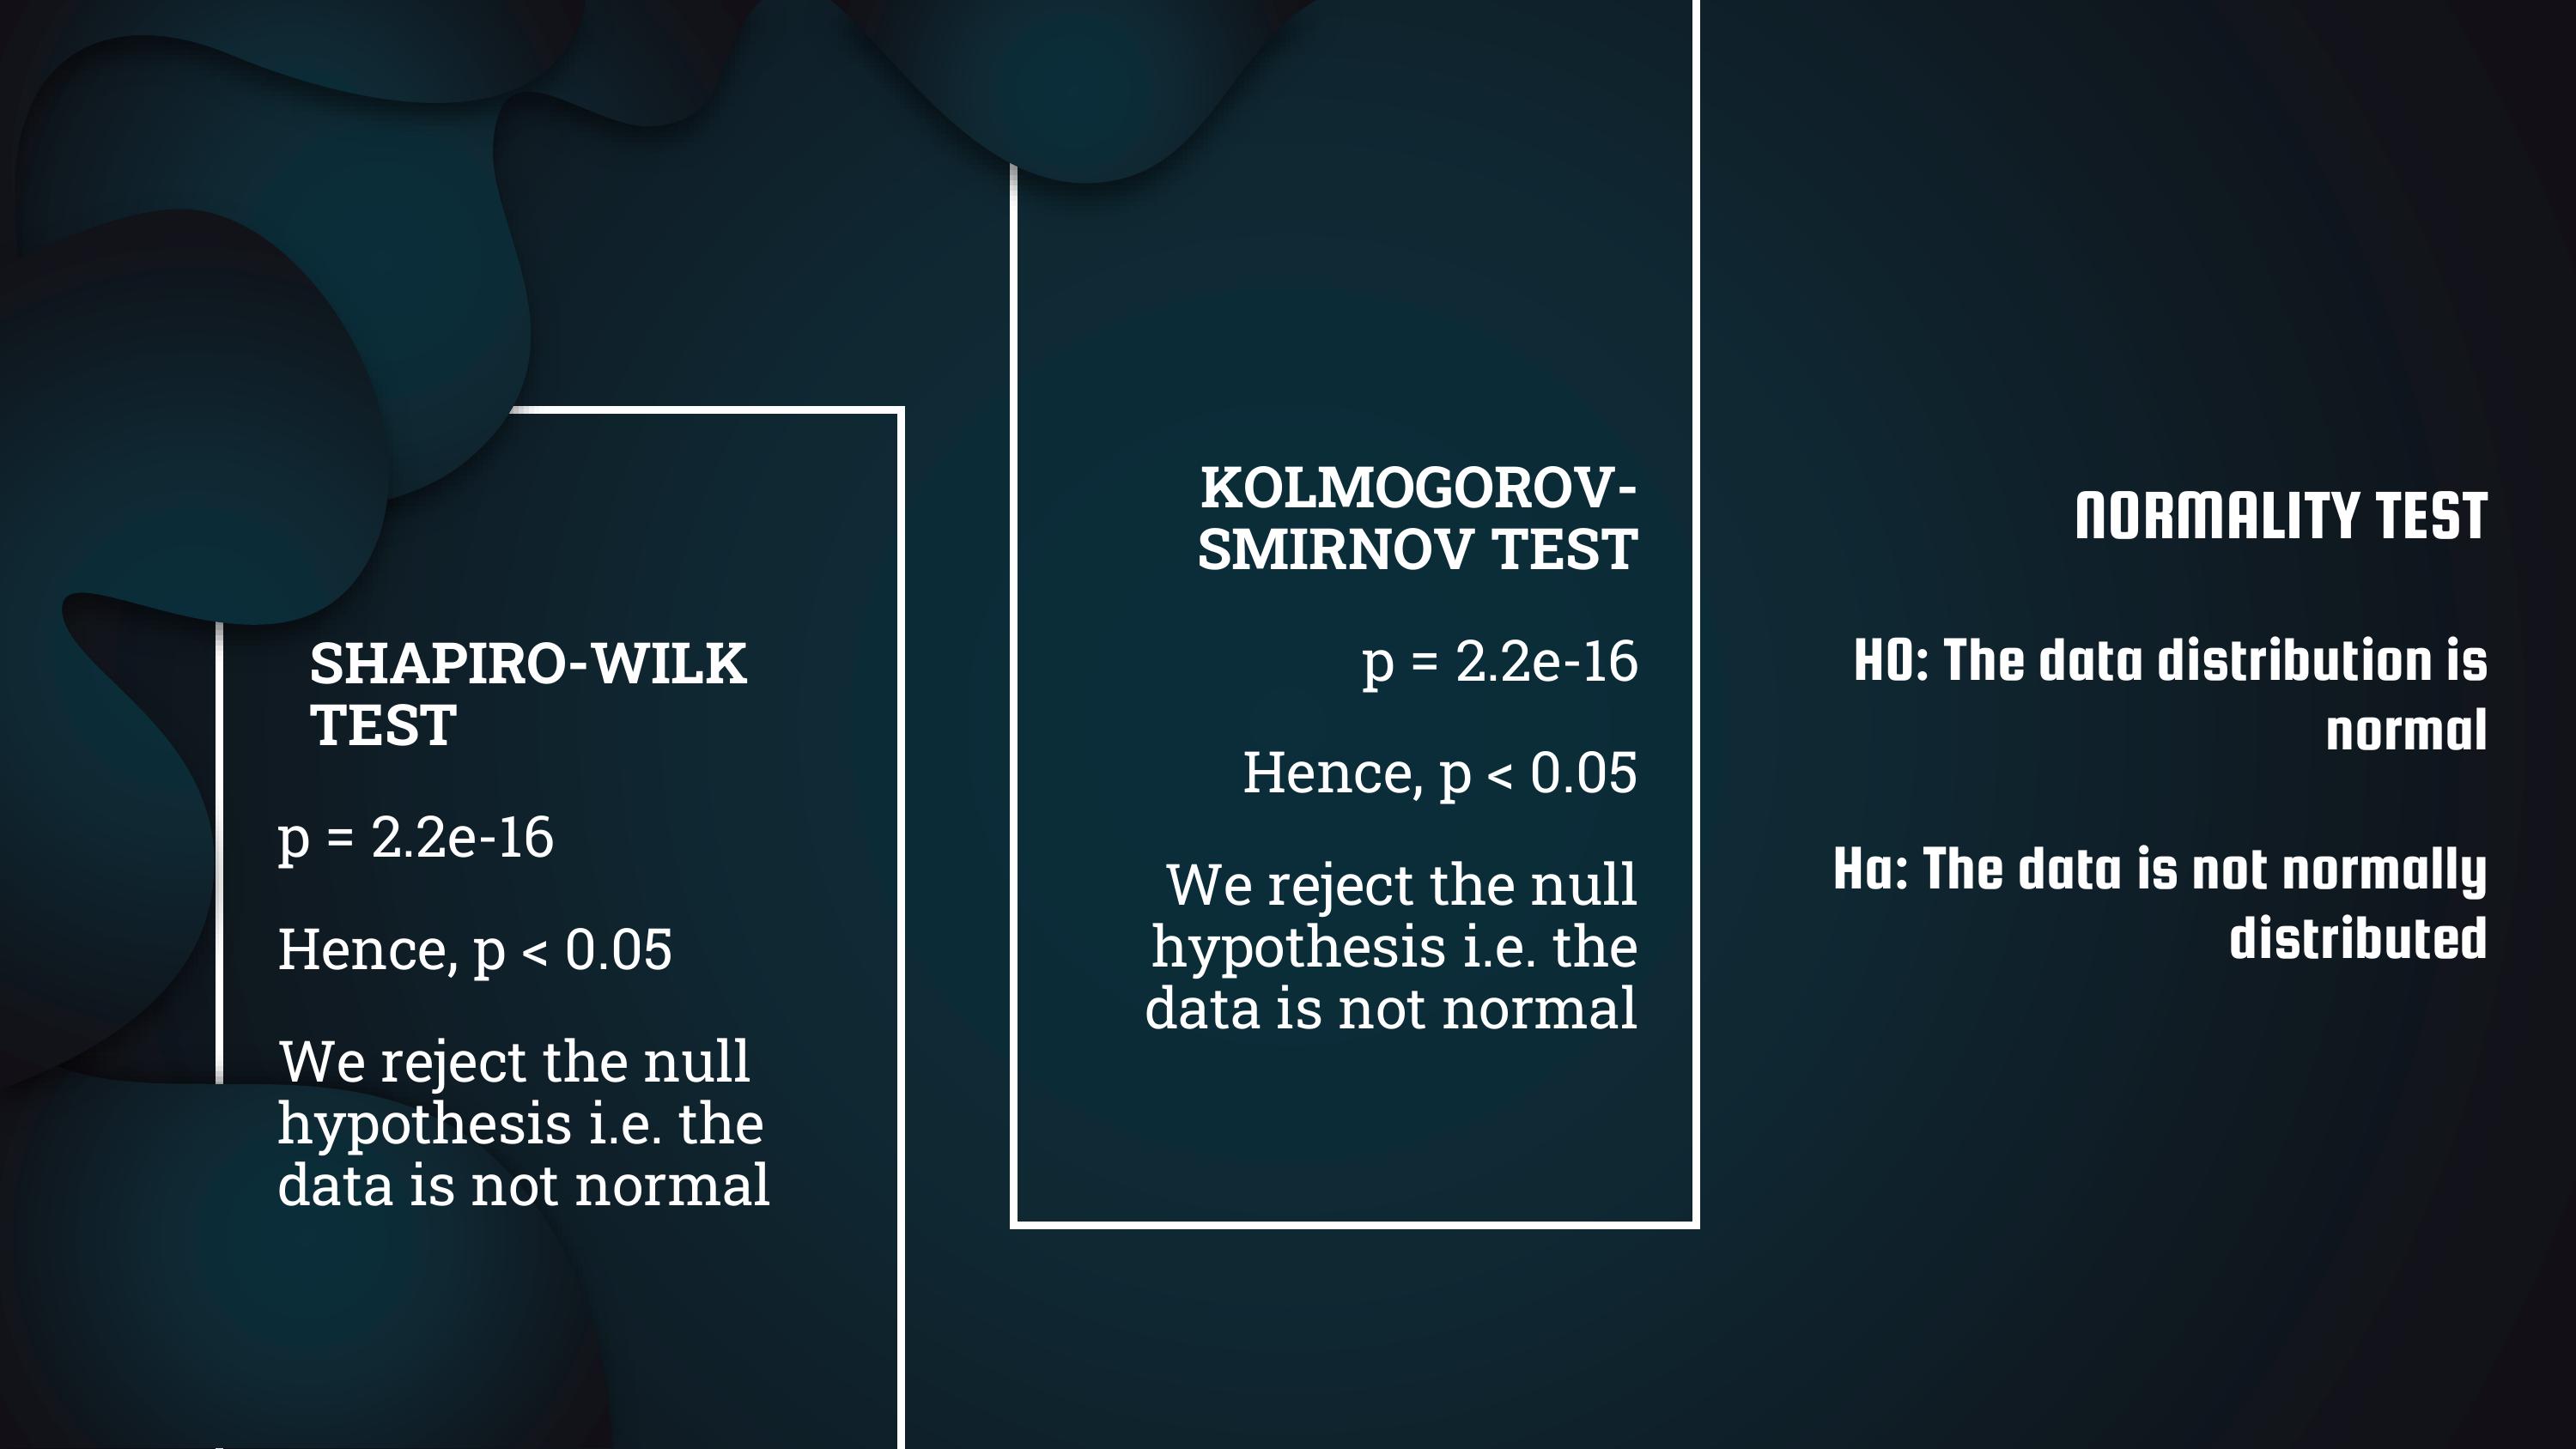 SHAPIRO-WILK
TEST
p = 2.2e-16
Hence, p < 0.05
We reject the null
hypothesis i.e. the
data is not normal
KOLMOGOROV-
SMIRNOV TEST
p = 2.2e-16
Hence, p < 0.05
We reject the null
hypothesis i.e. the
data is not normal
NORMALITY TEST
H0: The data distribution is
normal
Ha: The data is not normally
distributed